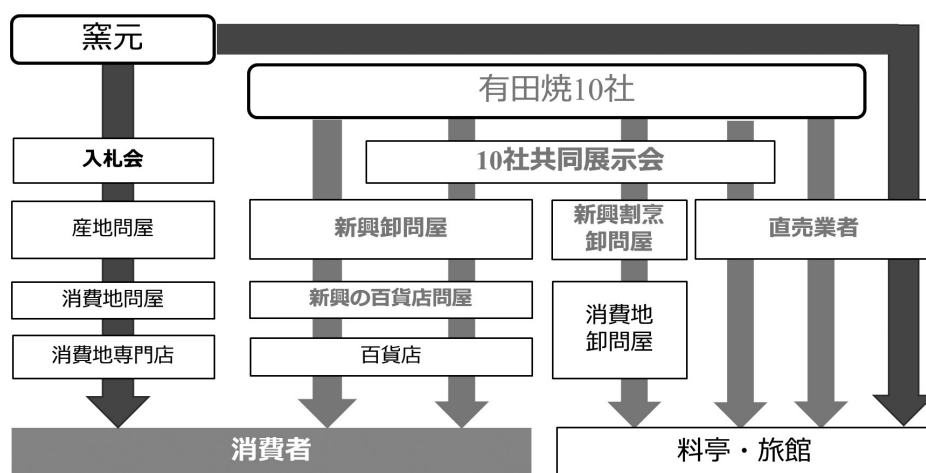 窯元
有田焼10社
入札会
10社共同展示会
産地問屋
新興卸問屋
新興割烹
卸問屋
直売業者
消費地問屋
新興の百貨店問屋
消費地
卸問屋
消費地専門店
百貨店
消費者
料亭・旅館